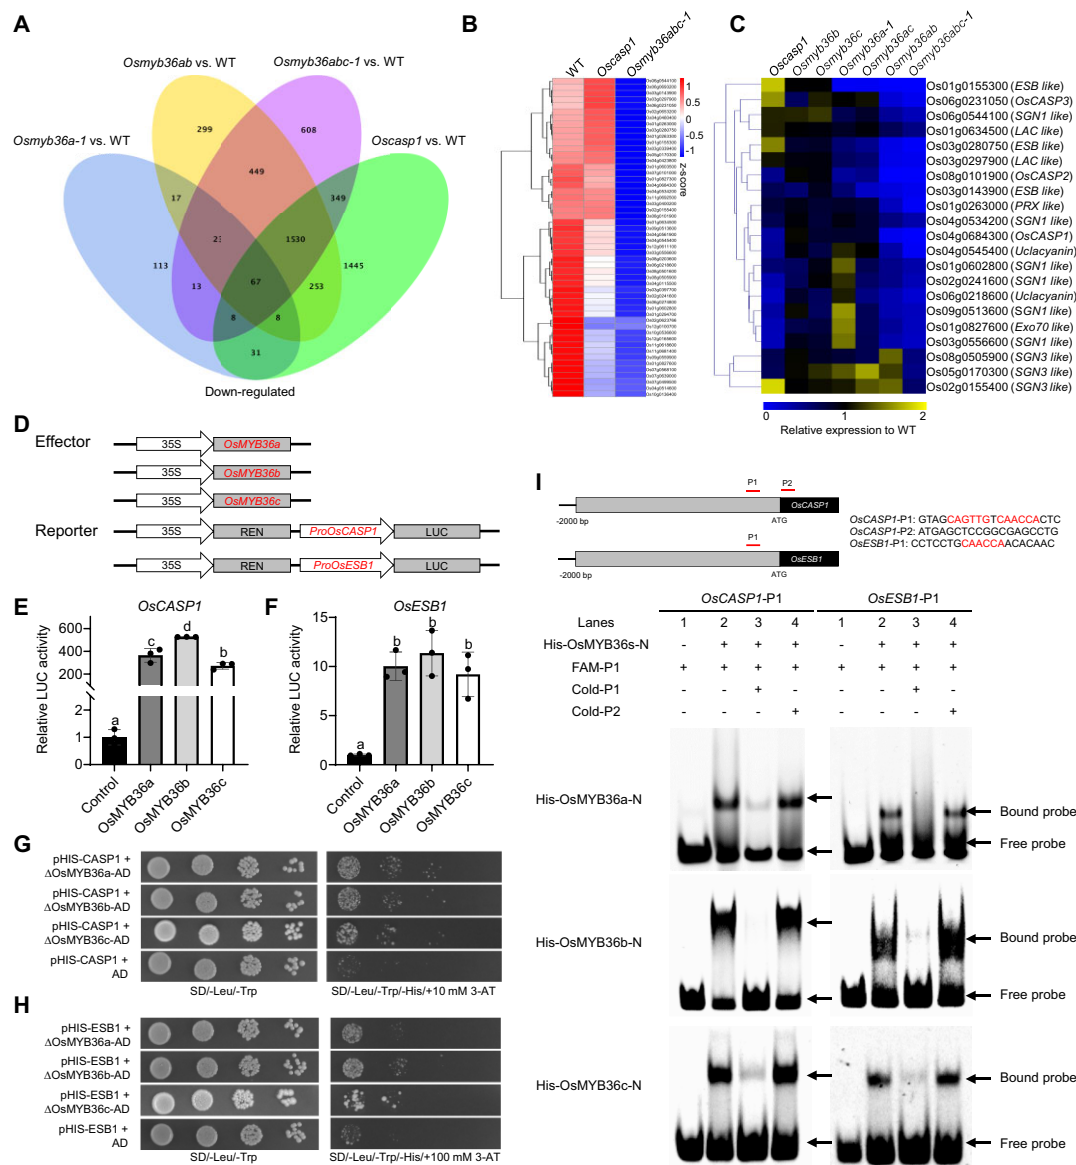 A
Osmyb36ab vs. WT
Osmyb36abc-1 vs. WT
Osmyb36a-1 vs. WT
Oscasp1 vs. WT
299
608
449
349
17
23
1530
113
1445
13
67
253
8
8
31
Down-regulated
B
WT
Oscasp1
Osmyb36abc-1
1
0.5
0
-0.5
-1
z-score
C
Oscasp1
Osmyb36b
Osmyb36c
Osmyb36a-1
Osmyb36ac
Osmyb36ab
Osmyb36abc-1
Os01g0155300 (ESB like)
Os06g0231050 (OsCASP3)
Os06g0544100 (SGN1 like)
Os01g0634500 (LAC like)
Os03g0280750 (ESB like)
Os03g0297900 (LAC like)
Os08g0101900 (OsCASP2)
Os03g0143900 (ESB like)
Os01g0263000 (PRX like)
Os04g0534200 (SGN1 like)
Os04g0684300 (OsCASP1)
Os04g0545400 (Uclacyanin)
Os01g0602800 (SGN1 like)
Os02g0241600 (SGN1 like)
Os06g0218600 (Uclacyanin)
Os09g0513600 (SGN1 like)
Os01g0827600 (Exo70 like)
Os03g0556600 (SGN1 like)
Os08g0505900 (SGN3 like)
Os05g0170300 (SGN3 like)
Os02g0155400 (SGN3 like)
0 1 2
Relative expression to WT
D
Effector
35S OsMYB36a
35S OsMYB36b
35S OsMYB36c
Reporter
35S REN ProOsCASP1 LUC
35S REN ProOsESB1 LUC
E
OsCASP1
Relative LUC activity
600
400
200
2
1
0
a
c
d
b
Control
OsMYB36a
OsMYB36b
OsMYB36c
F
OsESB1
Relative LUC activity
15
10
5
0
a
b
b
b
Control
OsMYB36a
OsMYB36b
OsMYB36c
G
pHIS-CASP1 +
ΔOsMYB36a-AD
pHIS-CASP1 +
ΔOsMYB36b-AD
pHIS-CASP1 +
ΔOsMYB36c-AD
pHIS-CASP1 +
AD
SD/-Leu/-Trp
SD/-Leu/-Trp/-His/+10 mM 3-AT
H
pHIS-ESB1 +
ΔOsMYB36a-AD
pHIS-ESB1 +
ΔOsMYB36b-AD
pHIS-ESB1 +
ΔOsMYB36c-AD
pHIS-ESB1 +
AD
SD/-Leu/-Trp
SD/-Leu/-Trp/-His/+100 mM 3-AT
I
P1 P2
OsCASP1
-2000 bp ATG
P1
OsESB1
-2000 bp ATG
OsCASP1-P1: GTAGCAGTTGTCAACCACTC
OsCASP1-P2: ATGAGCTCCGGCGAGCCTG
OsESB1-P1: CCTCCTGCAACCAACACAAC
OsCASP1-P1 OsESB1-P1
Lanes 1 2 3 4 1 2 3 4
His-OsMYB36s-N - + + + - + + +
FAM-P1 + + + + + + + +
Cold-P1 - - + - - - + -
Cold-P2 - - - + - - - +
His-OsMYB36a-N
Bound probe
Free probe
His-OsMYB36b-N
Bound probe
Free probe
His-OsMYB36c-N
Bound probe
Free probe